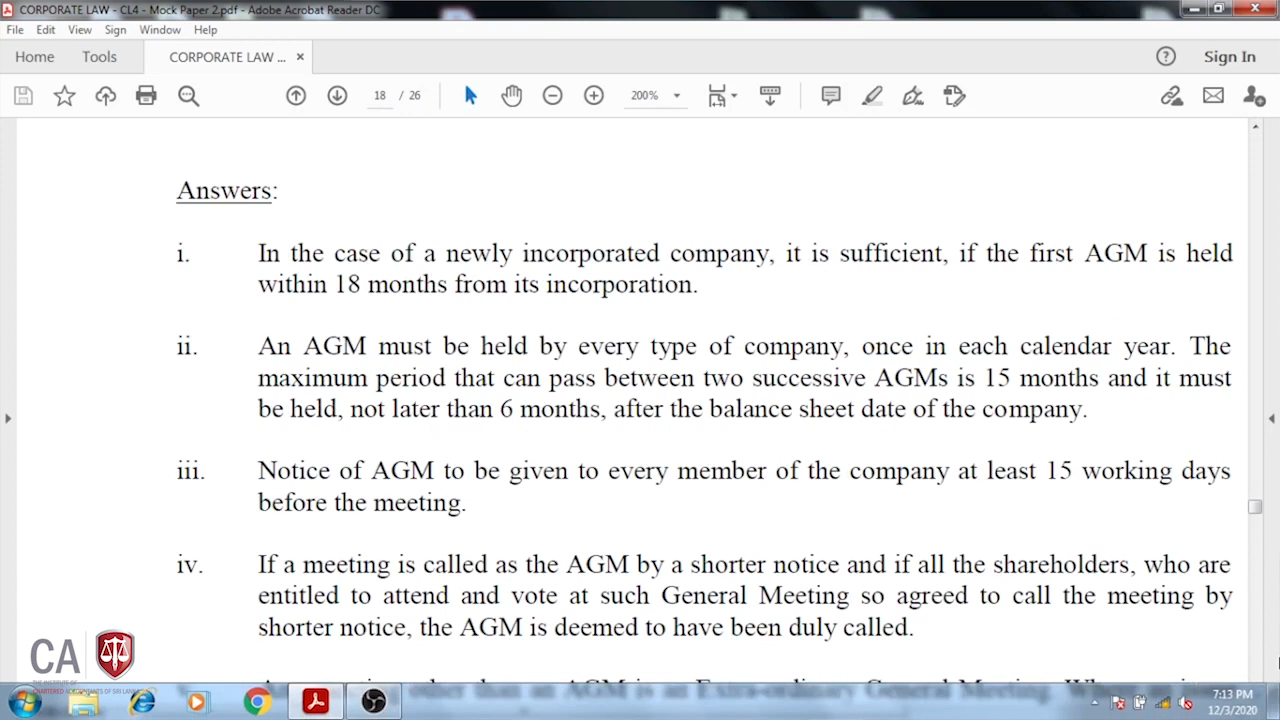 CORPORATE LAW - CL4 - Mock Paper 2.pdf - Adobe Acrobat Reader DC
File Edit View Sign Window Help
Home Tools CORPORATE LAW ... × Sign In
18 / 26 200%
Answers:
i. In the case of a newly incorporated company, it is sufficient, if the first AGM is held
within 18 months from its incorporation.
ii. An AGM must be held by every type of company, once in each calendar year. The
maximum period that can pass between two successive AGMs is 15 months and it must
be held, not later than 6 months, after the balance sheet date of the company.
iii. Notice of AGM to be given to every member of the company at least 15 working days
before the meeting.
iv. If a meeting is called as the AGM by a shorter notice and if all the shareholders, who are
entitled to attend and vote at such General Meeting so agreed to call the meeting by
shorter notice, the AGM is deemed to have been duly called.
CA
CHARTERED ACCOUNTANTS OF SRI LANKA
General Meeting.
7:13 PM
12/3/2020